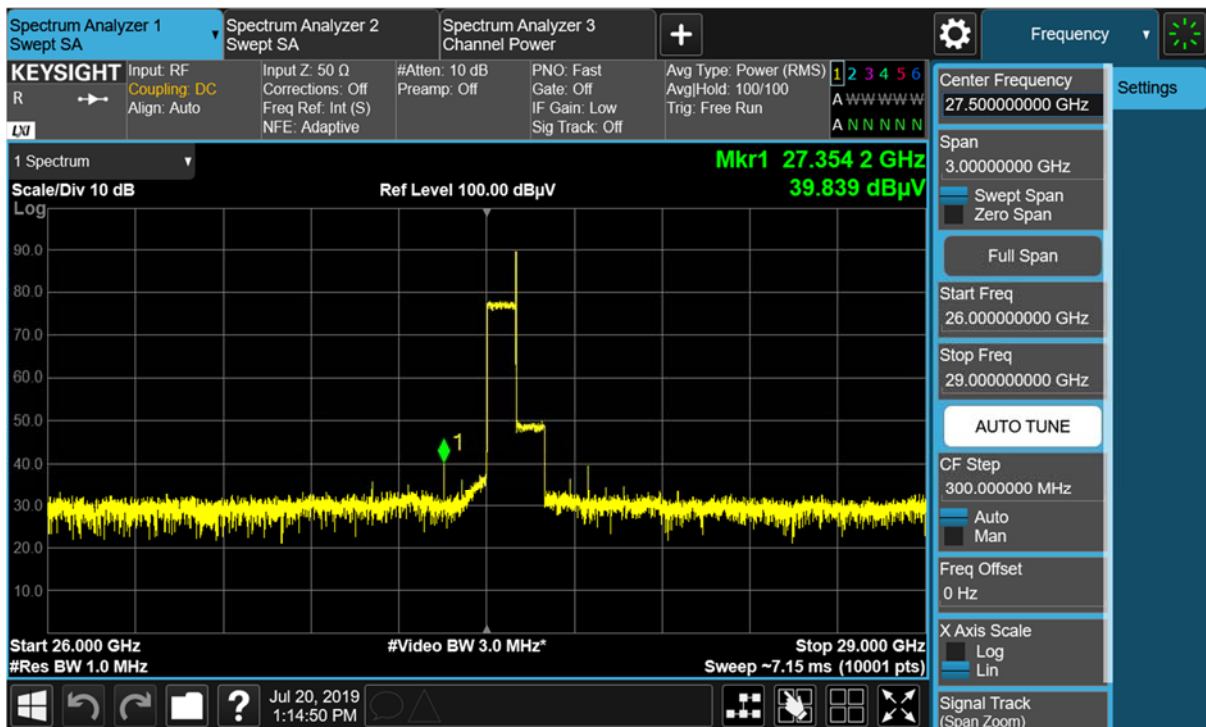 Spectrum Analyzer 1
Swept SA
Spectrum Analyzer 2
Swept SA
Spectrum Analyzer 3
Channel Power
+
Frequency
KEYSIGHT
R
LXI
Input: RF
Coupling: DC
Align: Auto
Input Z: 50 Ω
Corrections: Off
Freq Ref: Int (S)
NFE: Adaptive
#Atten: 10 dB
Preamp: Off
PNO: Fast
Gate: Off
IF Gain: Low
Sig Track: Off
Avg Type: Power (RMS)
Avg|Hold: 100/100
Trig: Free Run
1 2 3 4 5 6
A W W W W W
A N N N N N
1 Spectrum
Mkr1 27.354 2 GHz
Scale/Div 10 dB
Ref Level 100.00 dBµV
39.839 dBµV
Log
90.0
80.0
70.0
60.0
50.0
40.0
30.0
20.0
10.0
1
Start 26.000 GHz
#Video BW 3.0 MHz*
Stop 29.000 GHz
#Res BW 1.0 MHz
Sweep ~7.15 ms (10001 pts)
?
Jul 20, 2019
1:14:50 PM
Center Frequency
27.500000000 GHz
Settings
Span
3.00000000 GHz
Swept Span
Zero Span
Full Span
Start Freq
26.000000000 GHz
Stop Freq
29.000000000 GHz
AUTO TUNE
CF Step
300.000000 MHz
Auto
Man
Freq Offset
0 Hz
X Axis Scale
Log
Lin
Signal Track
(Span Zoom)